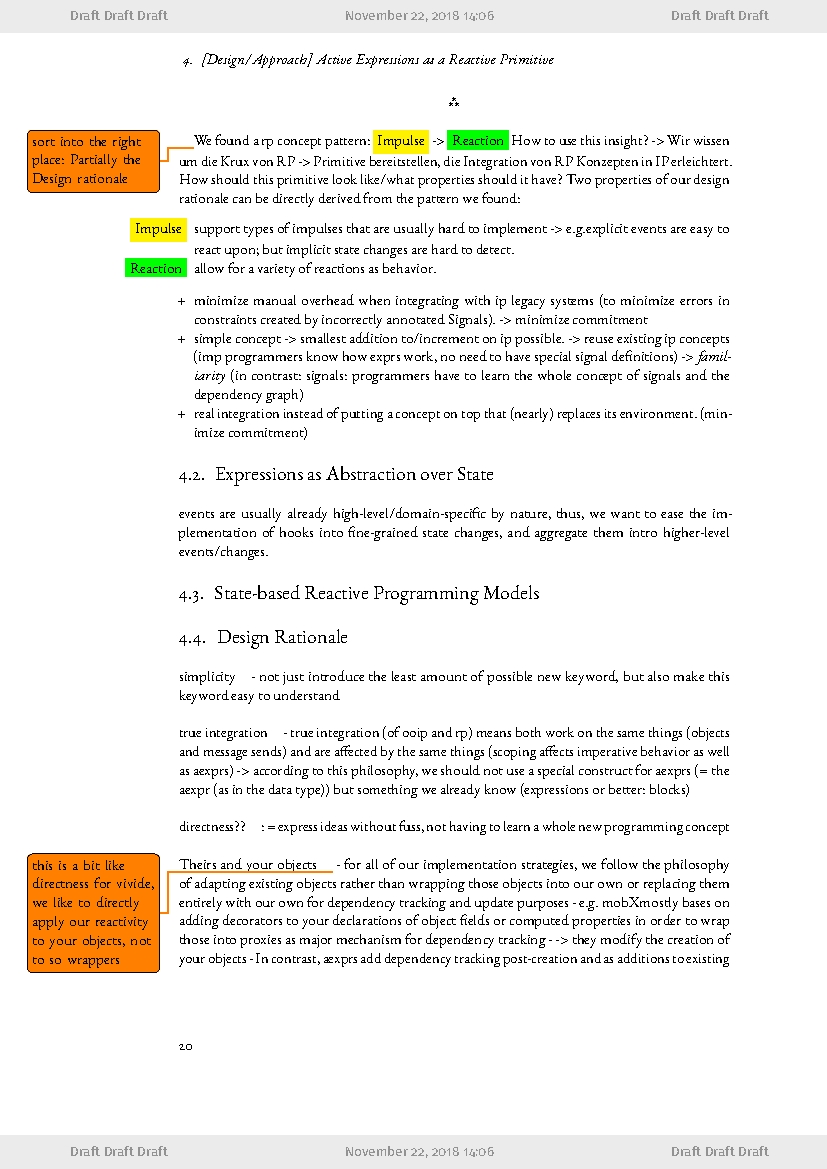 Draft Draft Draft November 22, 2018 14:06 Draft Draft Draft
4. [Design/Approach] Active Expressions as a Reactive Primitive
⁂
sort into the right
place: Partially the
Design rationale
We found a rp concept pattern: Impulse -> Reaction How to use this insight? -> Wir wissen
um die Krux von RP -> Primitive bereitstellen, die Integration von RP Konzepten in IP erleichtert.
How should this primitive look like/what properties should it have? Two properties of our design
rationale can be directly derived from the pattern we found:
Impulse support types of impulses that are usually hard to implement -> e.g.explicit events are easy to
react upon; but implicit state changes are hard to detect.
Reaction allow for a variety of reactions as behavior.
+ minimize manual overhead when integrating with ip legacy systems (to minimize errors in
constraints created by incorrectly annotated Signals). -> minimize commitment
+ simple concept -> smallest addition to/increment on ip possible. -> reuse existing ip concepts
(imp programmers know how exprs work, no need to have special signal definitions) -> famil-
iarity (in contrast: signals: programmers have to learn the whole concept of signals and the
dependency graph)
+ real integration instead of putting a concept on top that (nearly) replaces its environment. (min-
imize commitment)
4.2. Expressions as Abstraction over State
events are usually already high-level/domain-specific by nature, thus, we want to ease the im-
plementation of hooks into fine-grained state changes, and aggregate them intro higher-level
events/changes.
4.3. State-based Reactive Programming Models
4.4. Design Rationale
simplicity - not just introduce the least amount of possible new keyword, but also make this
keyword easy to understand
true integration - true integration (of ooip and rp) means both work on the same things (objects
and message sends) and are affected by the same things (scoping affects imperative behavior as well
as aexprs) -> according to this philosophy, we should not use a special construct for aexprs (= the
aexpr (as in the data type)) but something we already know (expressions or better: blocks)
directness?? : = express ideas without fuss, not having to learn a whole new programming concept
this is a bit like
directness for vivide,
we like to directly
apply our reactivity
to your objects, not
to so wrappers
Theirs and your objects - for all of our implementation strategies, we follow the philosophy
of adapting existing objects rather than wrapping those objects into our own or replacing them
entirely with our own for dependency tracking and update purposes - e.g. mobXmostly bases on
adding decorators to your declarations of object fields or computed properties in order to wrap
those into proxies as major mechanism for dependency tracking - -> they modify the creation of
your objects - In contrast, aexprs add dependency tracking post-creation and as additions to existing
20
Draft Draft Draft November 22, 2018 14:06 Draft Draft Draft